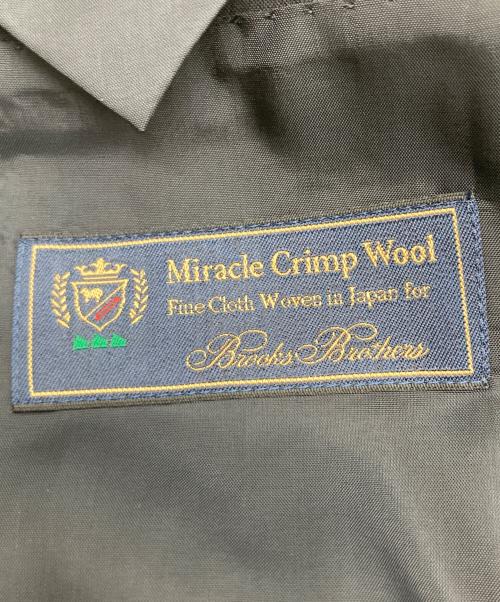 Miracle Crimp Wool
Fine Cloth Woven in Japan for
Brooks Brothers